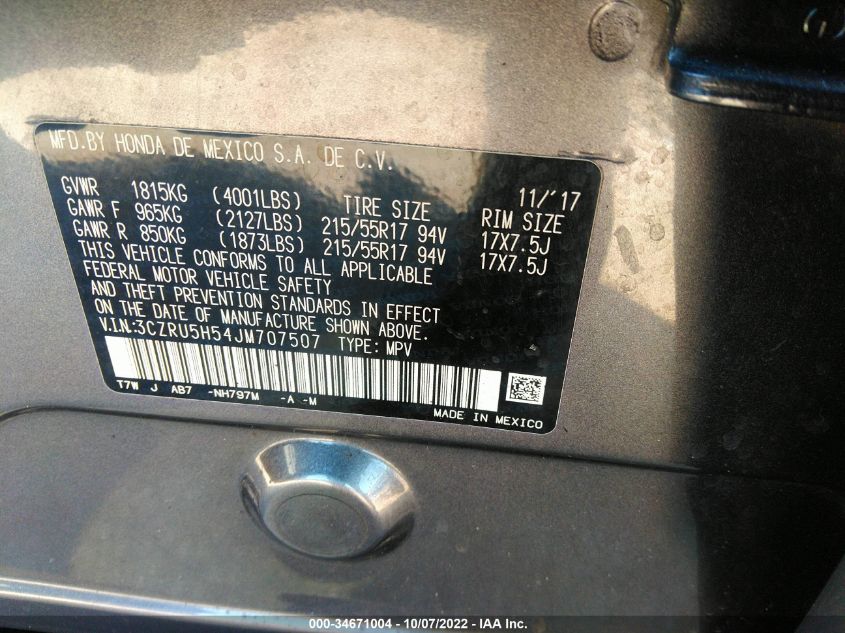 MFD.BY HONDA DE MEXICO S.A. DE C.V.
11/'17
GVWR 1815KG (4001LBS) TIRE SIZE RIM SIZE
GAWR F 965KG (2127LBS) 215/55R17 94V 17X7.5J
GAWR R 850KG (1873LBS) 215/55R17 94V 17X7.5J
THIS VEHICLE CONFORMS TO ALL APPLICABLE
FEDERAL MOTOR VEHICLE SAFETY
AND THEFT PREVENTION STANDARDS IN EFFECT
ON THE DATE OF MANUFACTURE SHOWN ABOVE.
V.I.N.:3CZRU5H54JM707507 TYPE: MPV
T7W J AB7 -NH797M -A -M
MADE IN MEXICO
000-34671004 - 10/07/2022 - IAA Inc.